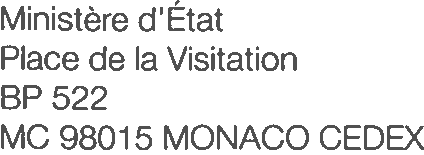 Ministère d'État
Place de la Visitation
BP 522
MC 98015 MONACO CEDEX